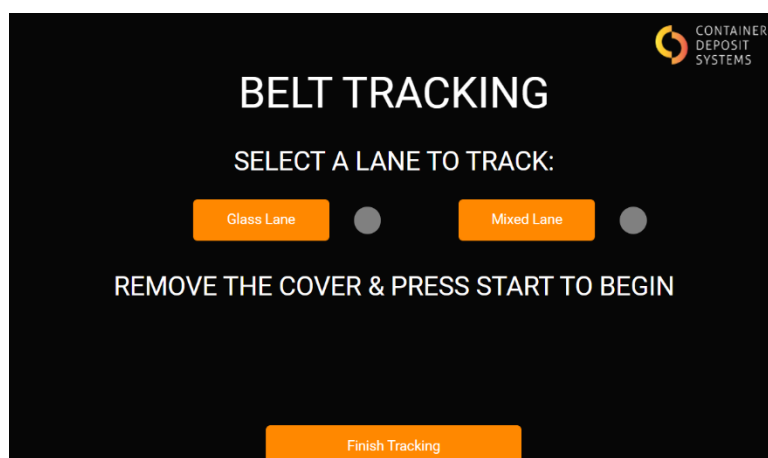 CONTAINER
DEPOSIT
SYSTEMS
BELT TRACKING
SELECT A LANE TO TRACK:
Glass Lane
Mixed Lane
REMOVE THE COVER & PRESS START TO BEGIN
Finish Tracking